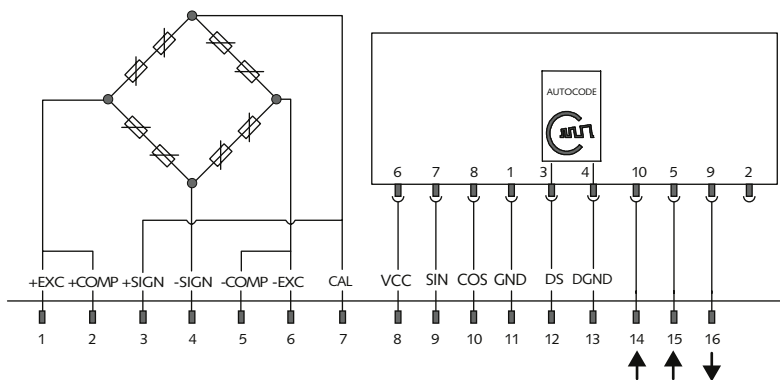 AUTOCODE
6 7 8 1 3 4 10 5 9 2
+EXC +COMP +SIGN -SIGN -COMP -EXC CAL VCC SIN COS GND DS DGND
1 2 3 4 5 6 7 8 9 10 11 12 13 14 15 16